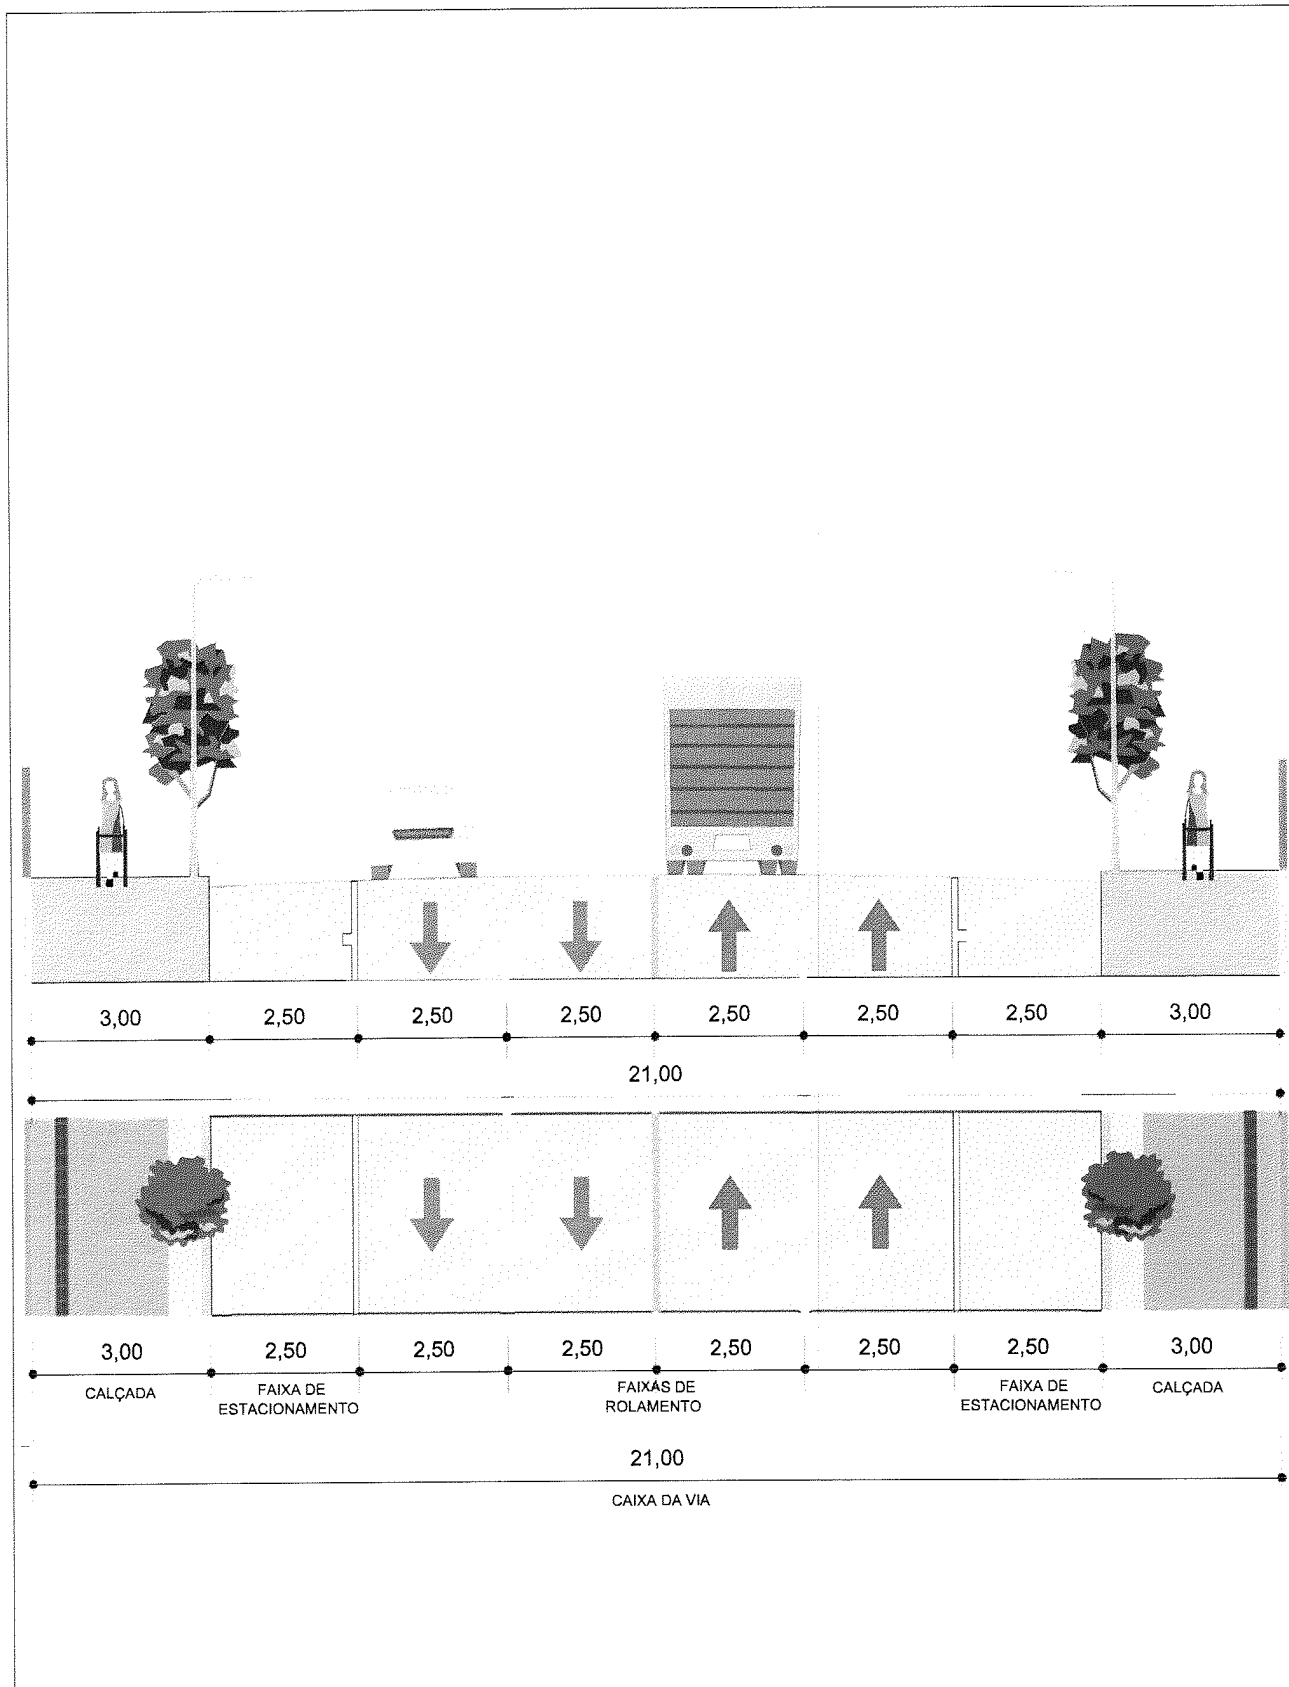 3,00 2,50 2,50 2,50 2,50 2,50 2,50 3,00
21,00
3,00 2,50 2,50 2,50 2,50 2,50 2,50 3,00
CALÇADA FAIXA DE ESTACIONAMENTO FAIXAS DE ROLAMENTO FAIXA DE ESTACIONAMENTO CALÇADA
21,00
CAIXA DA VIA